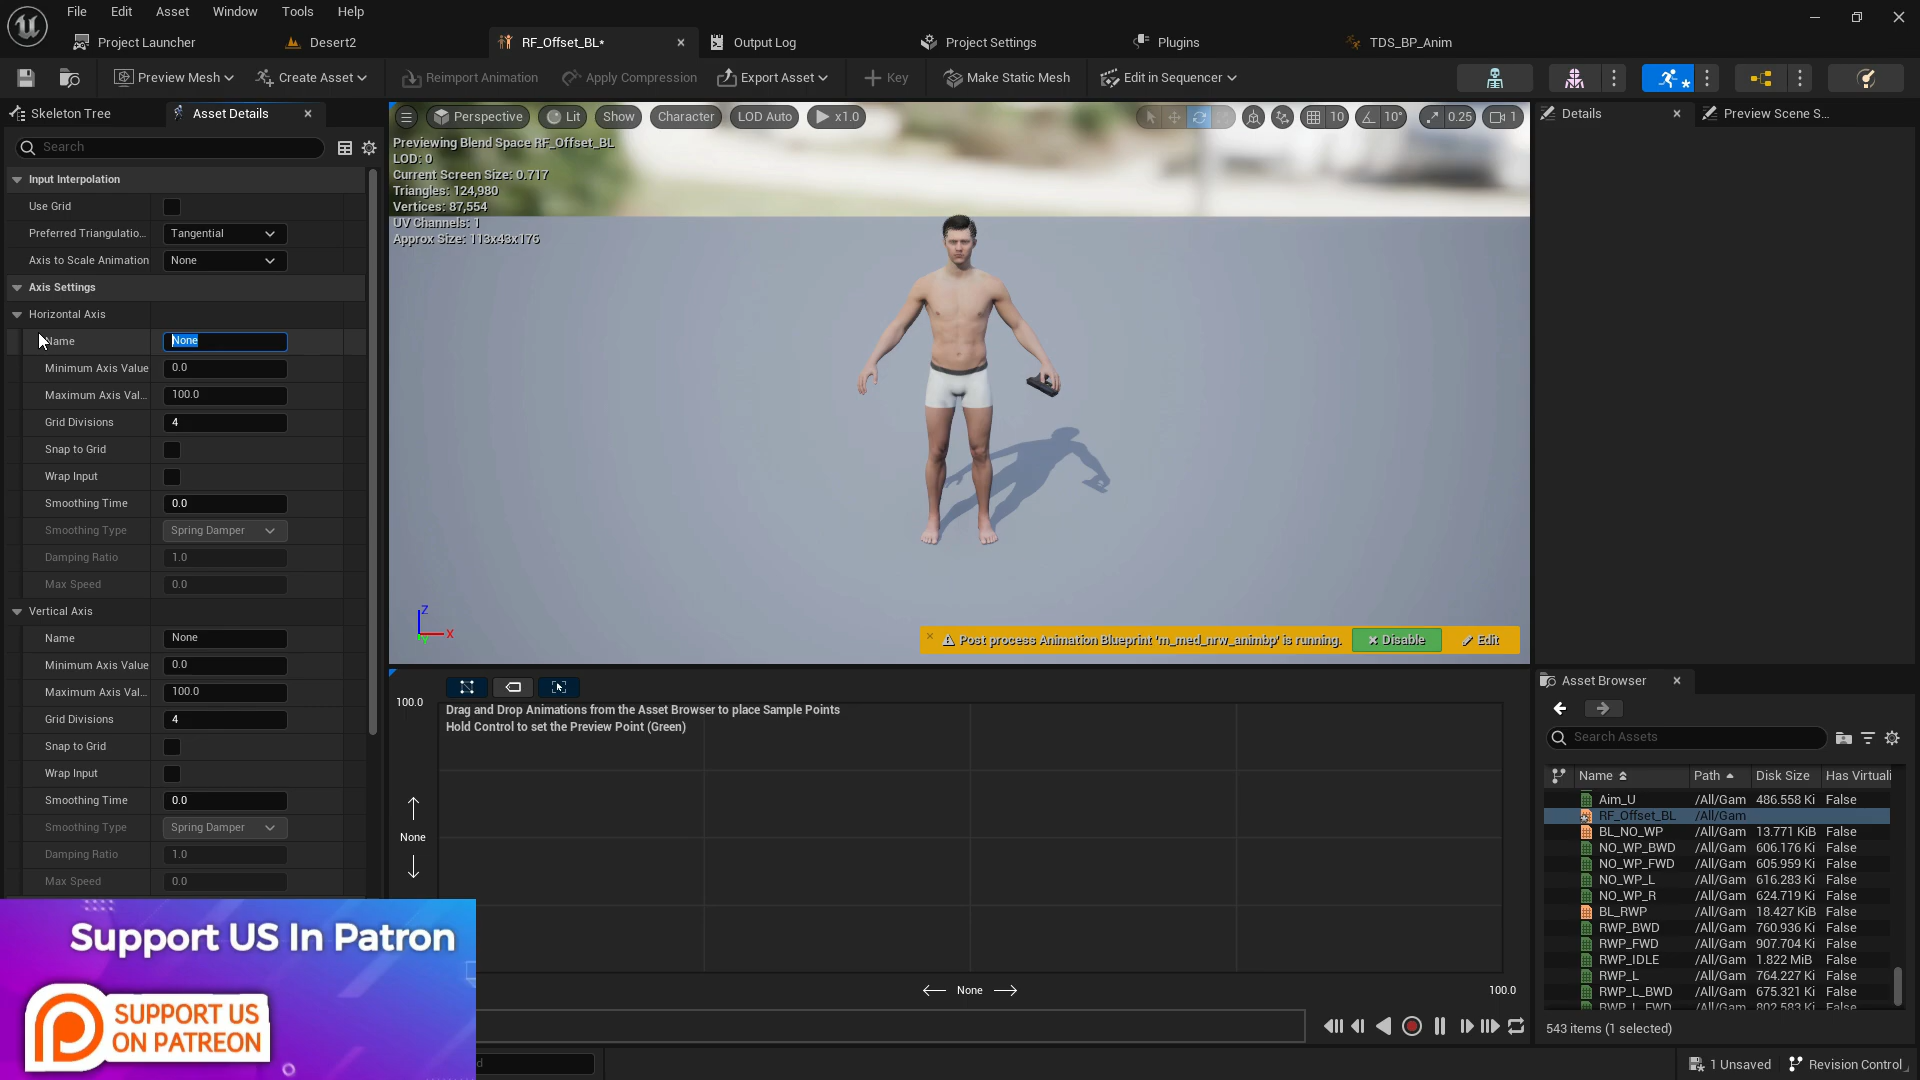 File Edit Asset Window Tools Help
Project Launcher Desert2 RF_Offset_BL* Output Log Project Settings Plugins TDS_BP_Anim
Preview Mesh Create Asset Reimport Animation Apply Compression Export Asset Key Make Static Mesh Edit in Sequencer
Skeleton Tree Asset Details
Search
Input Interpolation
Use Grid
Preferred Triangulatio... Tangential
Axis to Scale Animation None
Axis Settings
Horizontal Axis
Name None
Minimum Axis Value 0.0
Maximum Axis Val... 100.0
Grid Divisions 4
Snap to Grid
Wrap Input
Smoothing Time 0.0
Smoothing Type Spring Damper
Damping Ratio 1.0
Max Speed 0.0
Vertical Axis
Name None
Minimum Axis Value 0.0
Maximum Axis Val... 100.0
Grid Divisions 4
Snap to Grid
Wrap Input
Smoothing Time 0.0
Smoothing Type Spring Damper
Damping Ratio 1.0
Max Speed 0.0
Support US In Patron
SUPPORT US
ON PATREON
Perspective Lit Show Character LOD Auto x1.0 10 10° 0.25 1
Previewing Blend Space RF_Offset_BL
LOD: 0
Current Screen Size: 0.717
Triangles: 124,980
Vertices: 87,554
UV Channels: 1
Approx Size: 113x43x176
Z
X
Y
Post process Animation Blueprint 'm_med_nrw_animbp' is running. Disable Edit
100.0
Drag and Drop Animations from the Asset Browser to place Sample Points
Hold Control to set the Preview Point (Green)
None
None
100.0
Details Preview Scene S...
Asset Browser
Search Assets
Name Path Disk Size Has Virtuali
Aim_U /All/Gam 486.558 Ki False
RF_Offset_BL /All/Gam
BL_NO_WP /All/Gam 13.771 KiB False
NO_WP_BWD /All/Gam 606.176 Ki False
NO_WP_FWD /All/Gam 605.959 Ki False
NO_WP_L /All/Gam 616.283 Ki False
NO_WP_R /All/Gam 624.719 Ki False
BL_RWP /All/Gam 18.427 KiB False
RWP_BWD /All/Gam 760.936 Ki False
RWP_FWD /All/Gam 907.704 Ki False
RWP_IDLE /All/Gam 1.822 MiB False
RWP_L /All/Gam 764.227 Ki False
RWP_L_BWD /All/Gam 675.321 Ki False
RWP_L_FWD /All/Gam 802.583 Ki False
543 items (1 selected)
1 Unsaved Revision Control